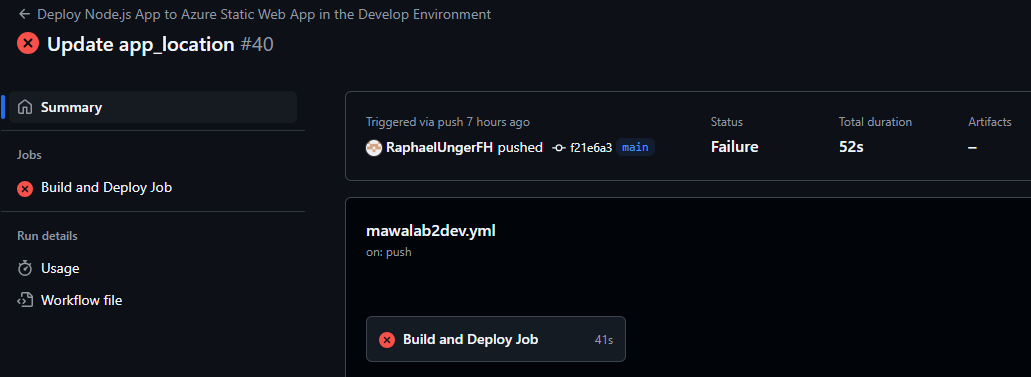 Deploy Node.js App to Azure Static Web App in the Develop Environment
Update app_location #40
Summary
Jobs
Build and Deploy Job
Run details
Usage
Workflow file
Triggered via push 7 hours ago
RaphaelUngerFH pushed f21e6a3 main
Status
Failure
Total duration
52s
Artifacts
–
mawalab2dev.yml
on: push
Build and Deploy Job 41s